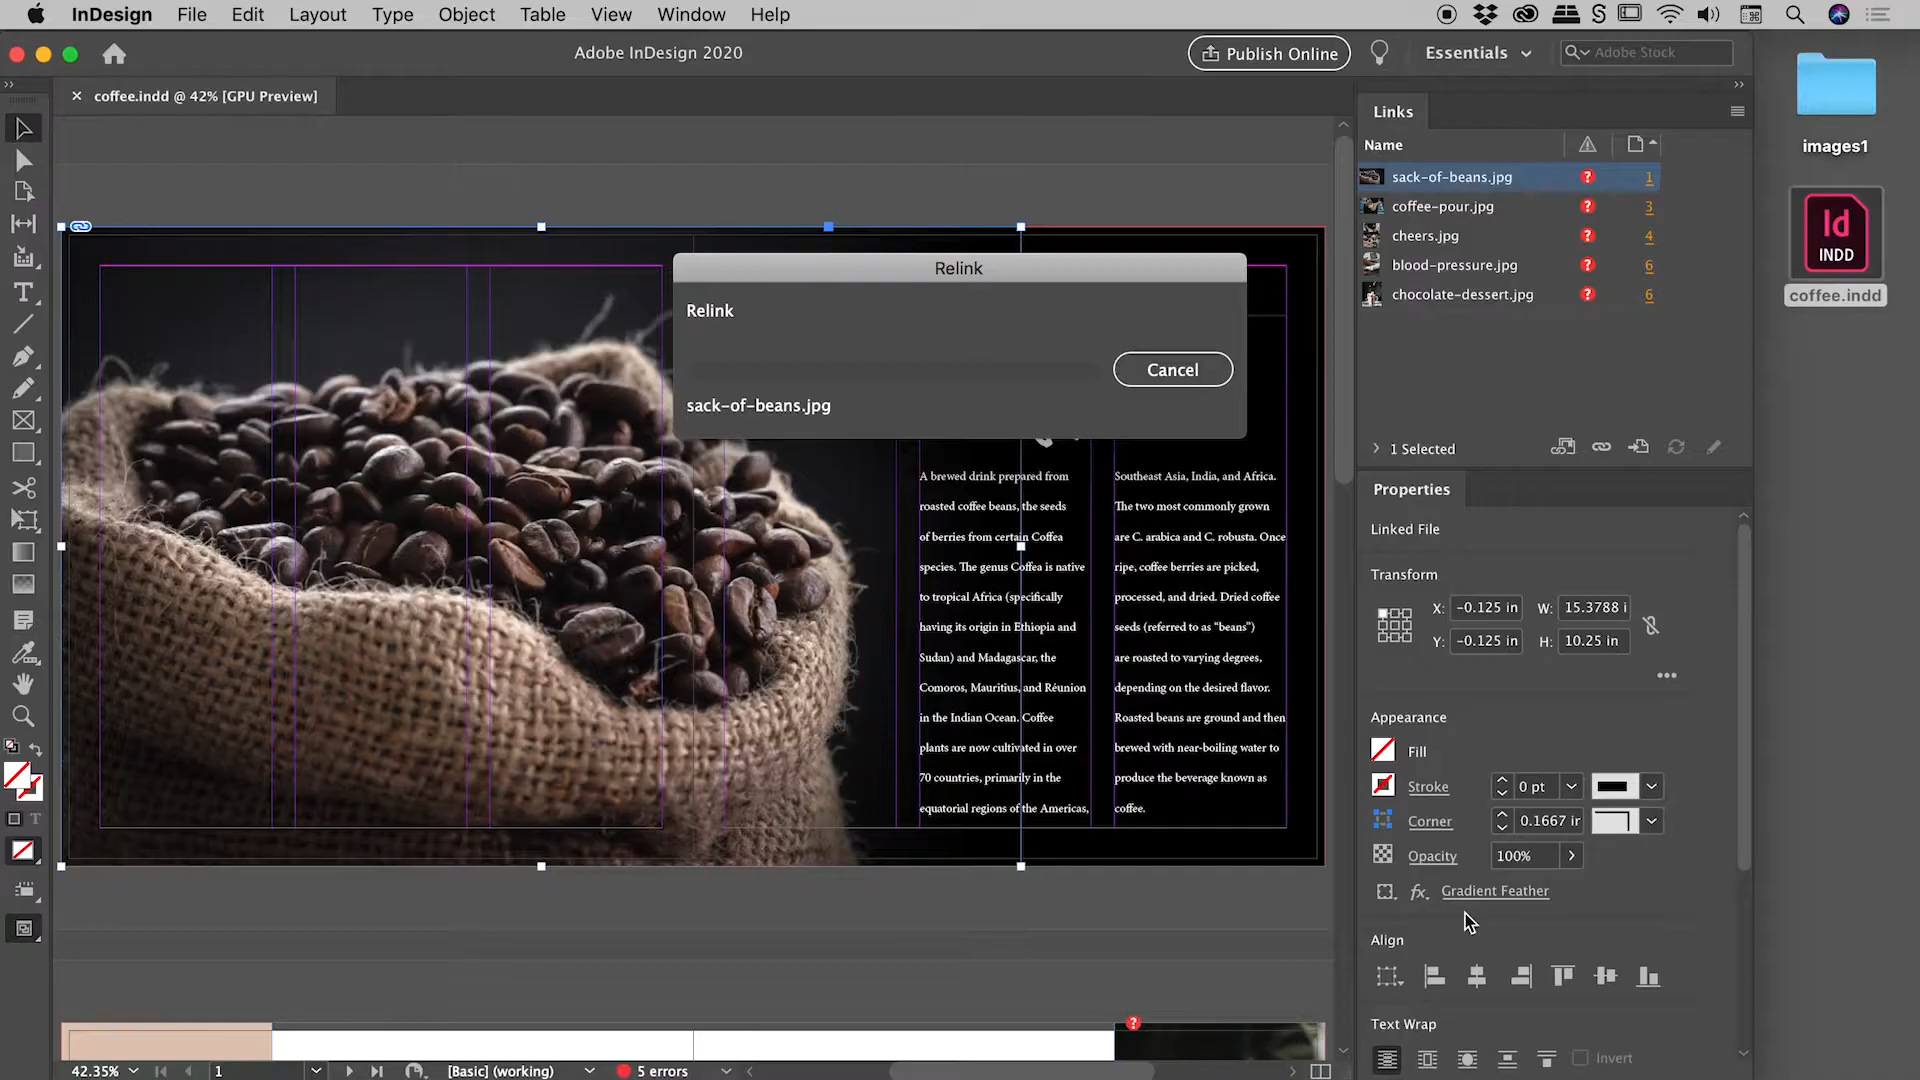 InDesign File Edit Layout Type Object Table View Window Help
Adobe InDesign 2020
Publish Online
Essentials
Adobe Stock
coffee.indd @ 42% [GPU Preview]
Links
Name
sack-of-beans.jpg ? 1
coffee-pour.jpg ? 3
cheers.jpg ? 4
blood-pressure.jpg ? 6
chocolate-dessert.jpg ? 6
1 Selected
images1
Id
INDD
coffee.indd
Relink
Relink
Cancel
sack-of-beans.jpg
A brewed drink prepared from
roasted coffee beans, the seeds
of berries from certain Coffea
species. The genus Coffea is native
to tropical Africa (specifically
having its origin in Ethiopia and
Sudan) and Madagascar, the
Comoros, Mauritius, and Réunion
in the Indian Ocean. Coffee
plants are now cultivated in over
70 countries, primarily in the
equatorial regions of the Americas,
Southeast Asia, India, and Africa.
The two most commonly grown
are C. arabica and C. robusta. Once
ripe, coffee berries are picked,
processed, and dried. Dried coffee
seeds (referred to as “beans”)
are roasted to varying degrees,
depending on the desired flavor.
Roasted beans are ground and then
brewed with near-boiling water to
produce the beverage known as
coffee.
Properties
Linked File
Transform
X: -0.125 in W: 15.3788 i
Y: -0.125 in H: 10.25 in
Appearance
Fill
Stroke 0 pt
Corner 0.1667 ir
Opacity 100%
fx. Gradient Feather
Align
Text Wrap
Invert
?
42.35% 1 [Basic] (working) 5 errors